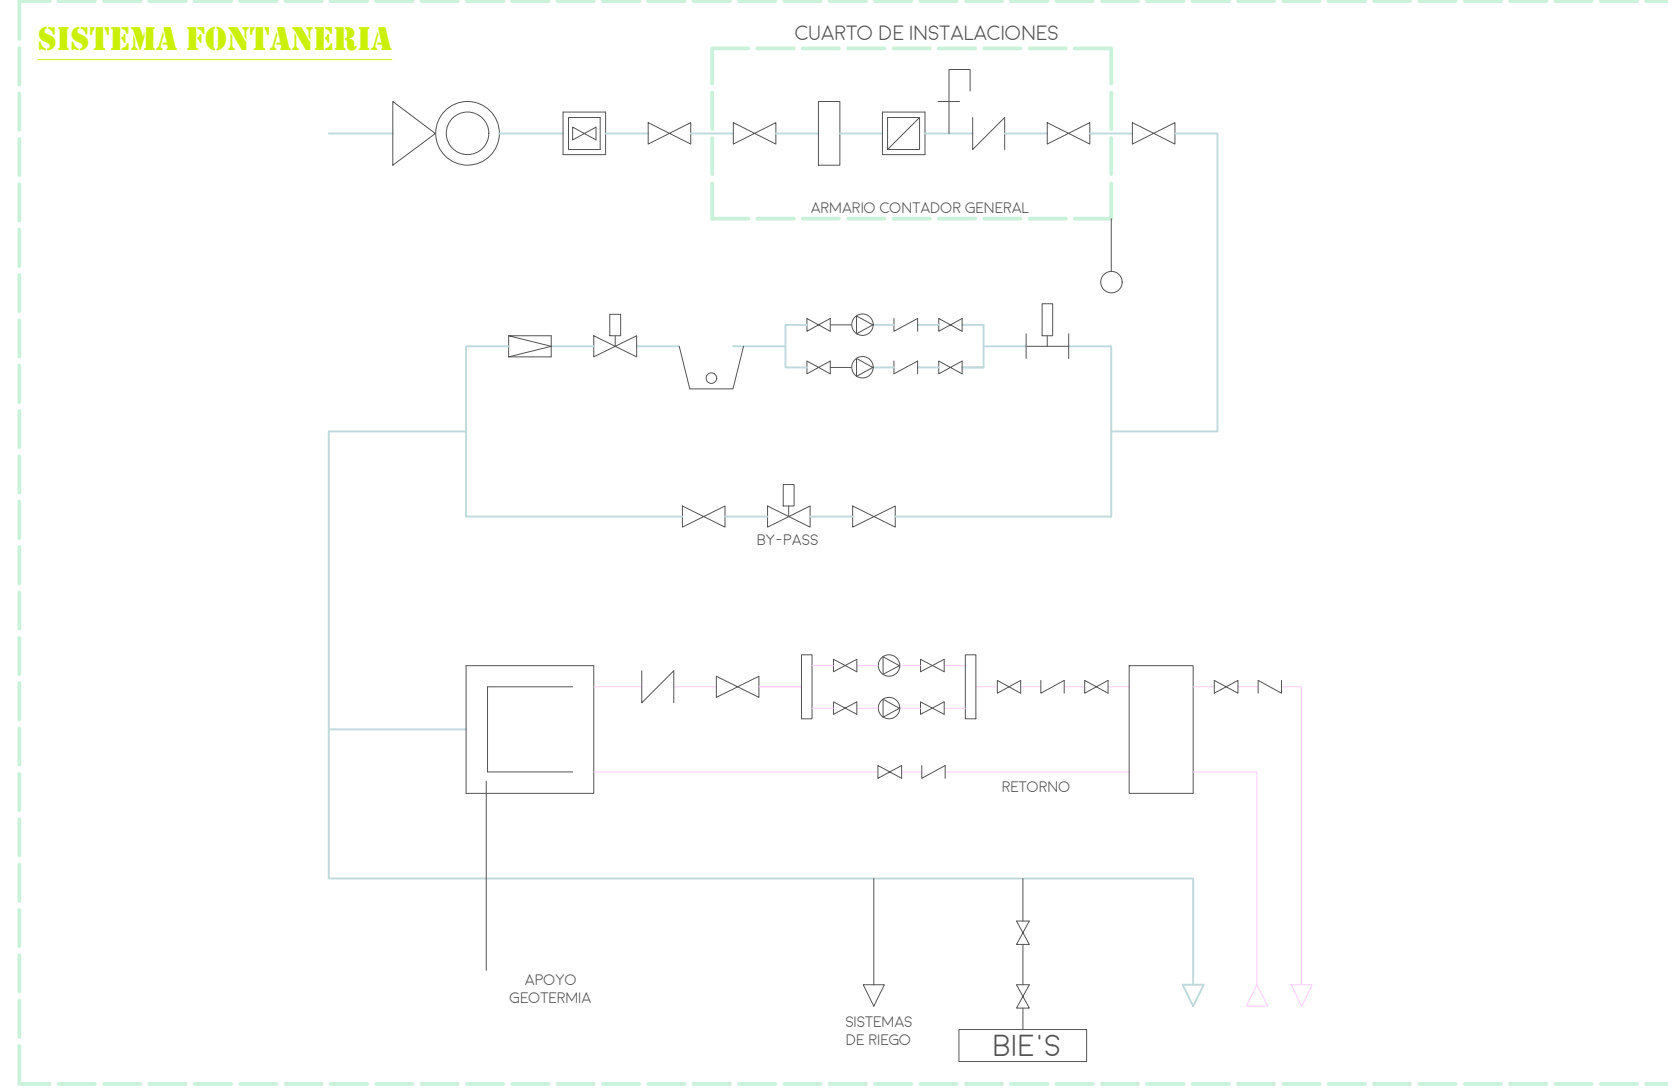 SISTEMA FONTANERIA
CUARTO DE INSTALACIONES
ARMARIO CONTADOR GENERAL
BY-PASS
RETORNO
APOYO
GEOTERMIA
SISTEMAS
DE RIEGO
BIE'S